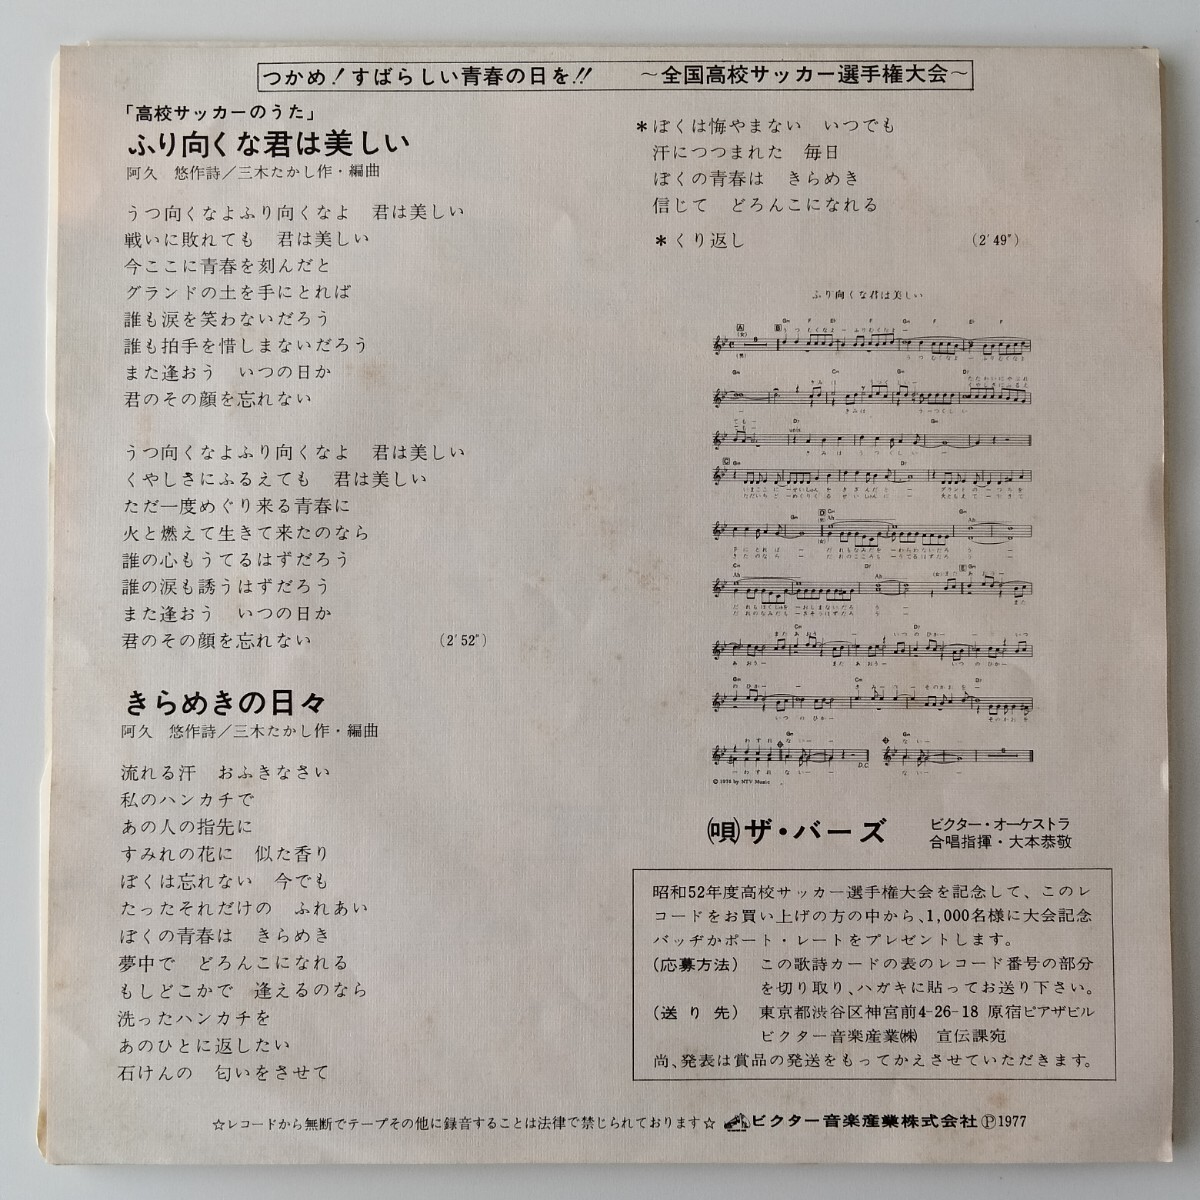 つかめ！すばらしい青春の日を!!　～全国高校サッカー選手権大会～
「高校サッカーのうた」
ふり向くな君は美しい
阿久　悠作詩／三木たかし作・編曲
うつ向くなよふり向くなよ　君は美しい
戦いに敗れても　君は美しい
今ここに青春を刻んだと
グランドの土を手にとれば
誰も涙を笑わないだろう
誰も拍手を惜しまないだろう
また逢おう　いつの日か
君のその顔を忘れない
うつ向くなよふり向くなよ　君は美しい
くやしさにふるえても　君は美しい
ただ一度めぐり来る青春に
火と燃えて生きて来たのなら
誰の心もうてるはずだろう
誰の涙も誘うはずだろう
また逢おう　いつの日か
君のその顔を忘れない　(2′52″)
きらめきの日々
阿久　悠作詩／三木たかし作・編曲
流れる汗　おふきなさい
私のハンカチで
あの人の指先に
すみれの花に　似た香り
ぼくは忘れない　今でも
たったそれだけの　ふれあい
ぼくの青春は　きらめき
夢中で　どろんこになれる
もしどこかで　逢えるのなら
洗ったハンカチを
あのひとに返したい
石けんの　匂いをさせて
＊ぼくは悔やまない　いつでも
汗につつまれた　毎日
ぼくの青春は　きらめき
信じて　どろんこになれる
＊くり返し　(2′49″)
ふり向くな君は美しい
© 1976 by NTV Music
(唄)ザ・バーズ
ビクター・オーケストラ
合唱指揮・大本恭敬
昭和52年度高校サッカー選手権大会を記念して、このレ
コードをお買い上げの方の中から、1,000名様に大会記念
バッヂかポート・レートをプレゼントします。
(応募方法)　この歌詩カードの表のレコード番号の部分
を切り取り、ハガキに貼ってお送り下さい。
(送り先)　東京都渋谷区神宮前4-26-18 原宿ピアザビル
ビクター音楽産業㈱　宣伝課宛
尚、発表は賞品の発送をもってかえさせていただきます。
☆レコードから無断でテープその他に録音することは法律で禁じられております☆　ビクター音楽産業株式会社Ⓟ1977